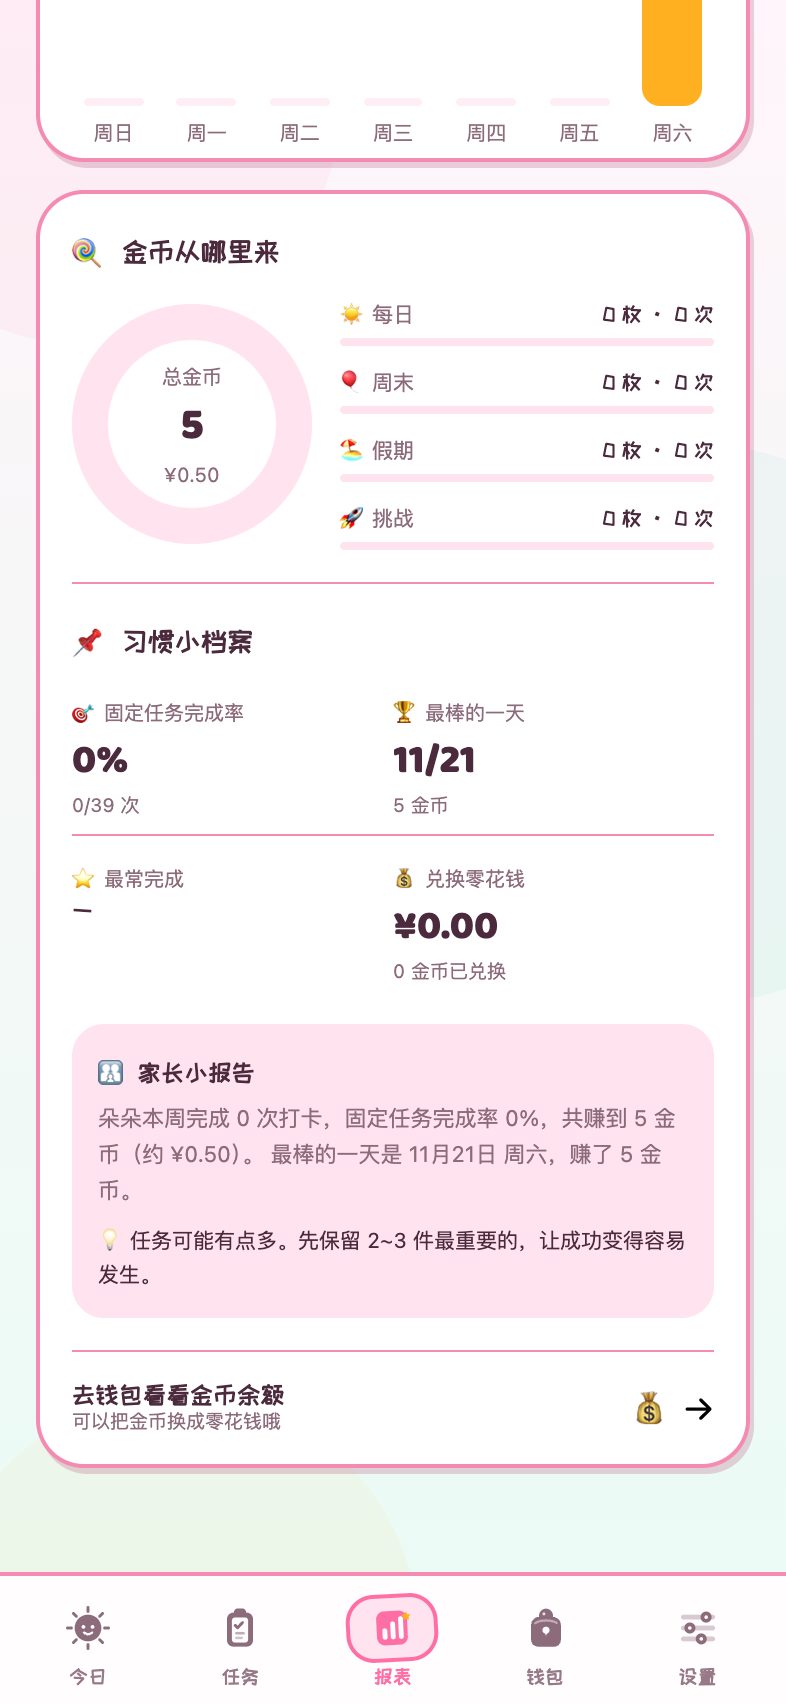 周日 周一 周二 周三 周四 周五 周六
金币从哪里来
总金币
5
¥0.50
每日 0 枚 · 0 次
周末 0 枚 · 0 次
假期 0 枚 · 0 次
挑战 0 枚 · 0 次
习惯小档案
固定任务完成率
0%
0/39 次
最棒的一天
11/21
5 金币
最常完成
—
兑换零花钱
¥0.00
0 金币已兑换
家长小报告
朵朵本周完成 0 次打卡，固定任务完成率 0%，共赚到 5 金
币（约 ¥0.50）。 最棒的一天是 11月21日 周六，赚了 5 金
币。
任务可能有点多。先保留 2~3 件最重要的，让成功变得容易
发生。
去钱包看看金币余额
可以把金币换成零花钱哦
今日 任务 报表 钱包 设置